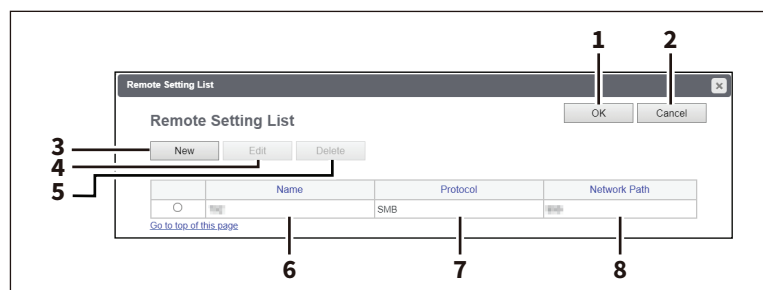 1 2
Remote Setting List
OK Cancel
Remote Setting List
3 New Edit Delete
4
5
Name Protocol Network Path
SMB
Go to top of this page
6 7 8